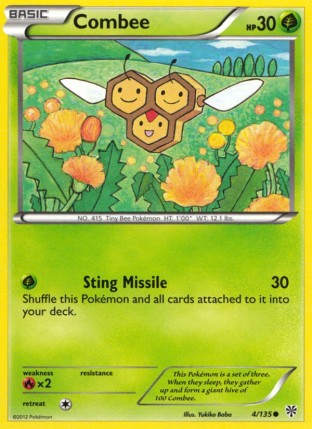 BASIC
Combee HP30
NO. 415 Tiny Bee Pokémon. HT. 1'00" WT. 12.1 lbs.
Sting Missile 30
Shuffle this Pokémon and all cards attached to it into
your deck.
weakness resistance
×2
This Pokémon is a set of three.
When they sleep, they gather
up and form a giant hive of
100 Combee.
retreat
©2012 Pokémon Illus. Yukiko Baba 4/135